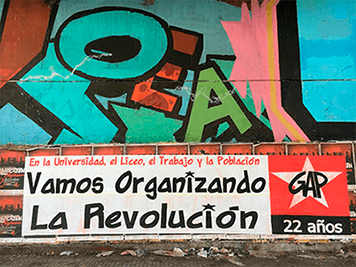 En la Universidad, el Liceo, el Trabajo y la Población
Vamos Organizando
La Revolución
GAP
22 años